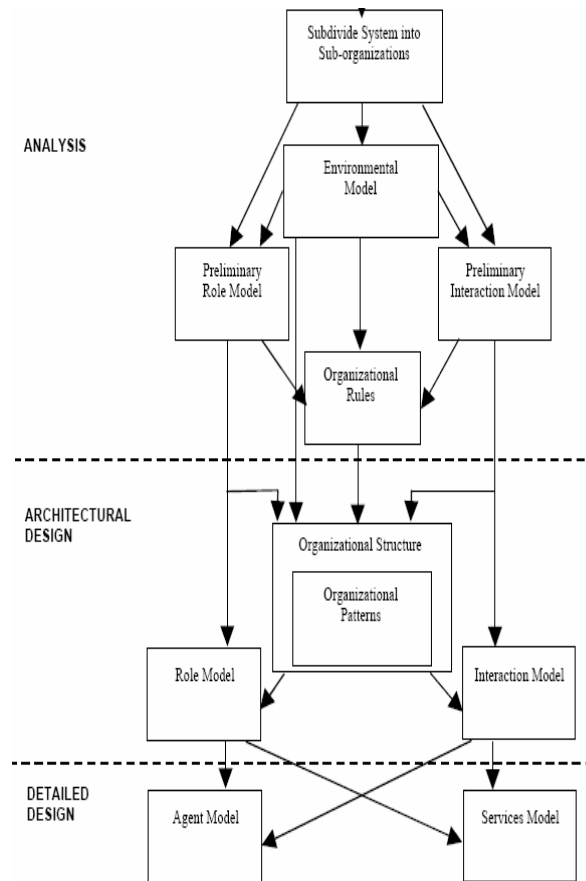 Subdivide System into
Sub-organizations
ANALYSIS
Environmental
Model
Preliminary
Role Model
Preliminary
Interaction Model
Organizational
Rules
ARCHITECTURAL
DESIGN
Organizational Structure
Organizational
Patterns
Role Model
Interaction Model
DETAILED
DESIGN
Agent Model
Services Model